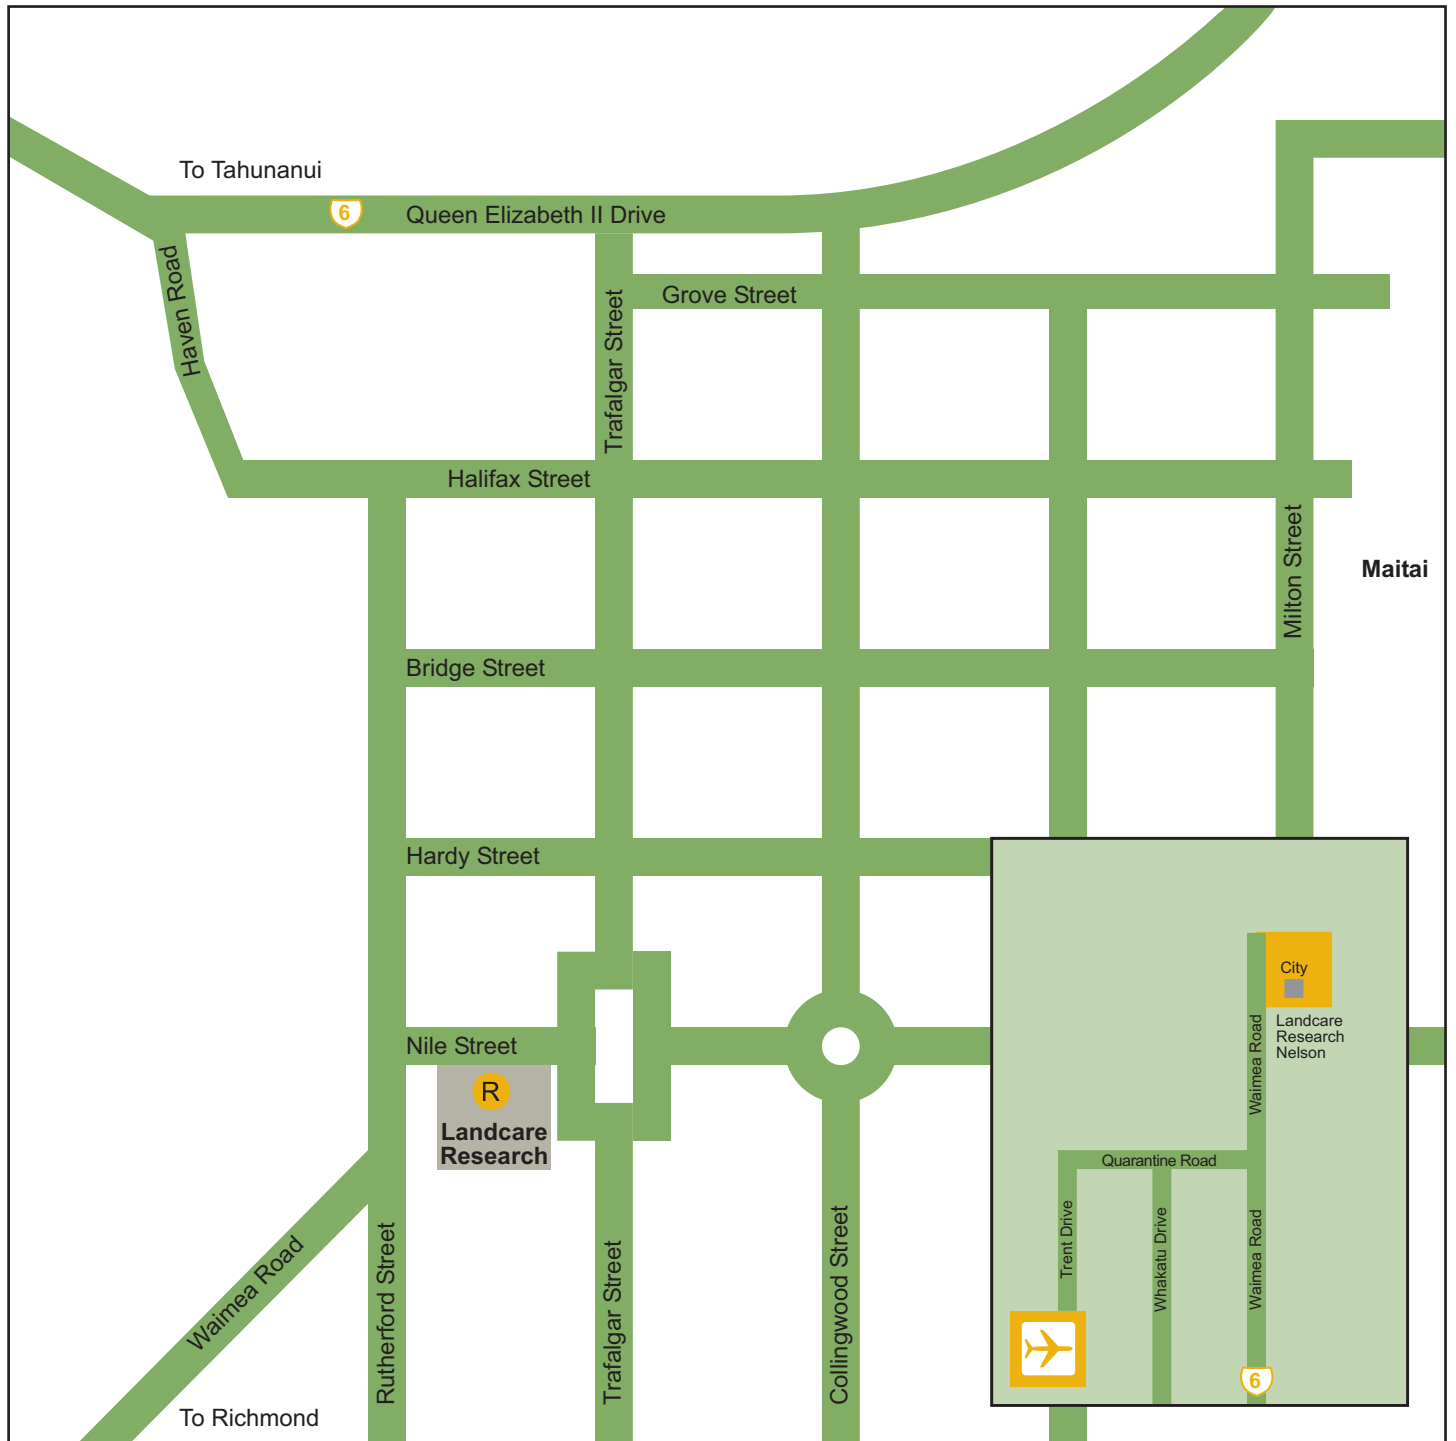 To Tahunanui
6
Queen Elizabeth II Drive
Haven Road
Trafalgar Street
Grove Street
Halifax Street
Milton Street
Maitai
Bridge Street
Hardy Street
Nile Street
R
Landcare
Research
Waimea Road
Rutherford Street
Trafalgar Street
Collingwood Street
To Richmond
City
Landcare
Research
Nelson
Waimea Road
Quarantine Road
Trent Drive
Whakatu Drive
Waimea Road
6